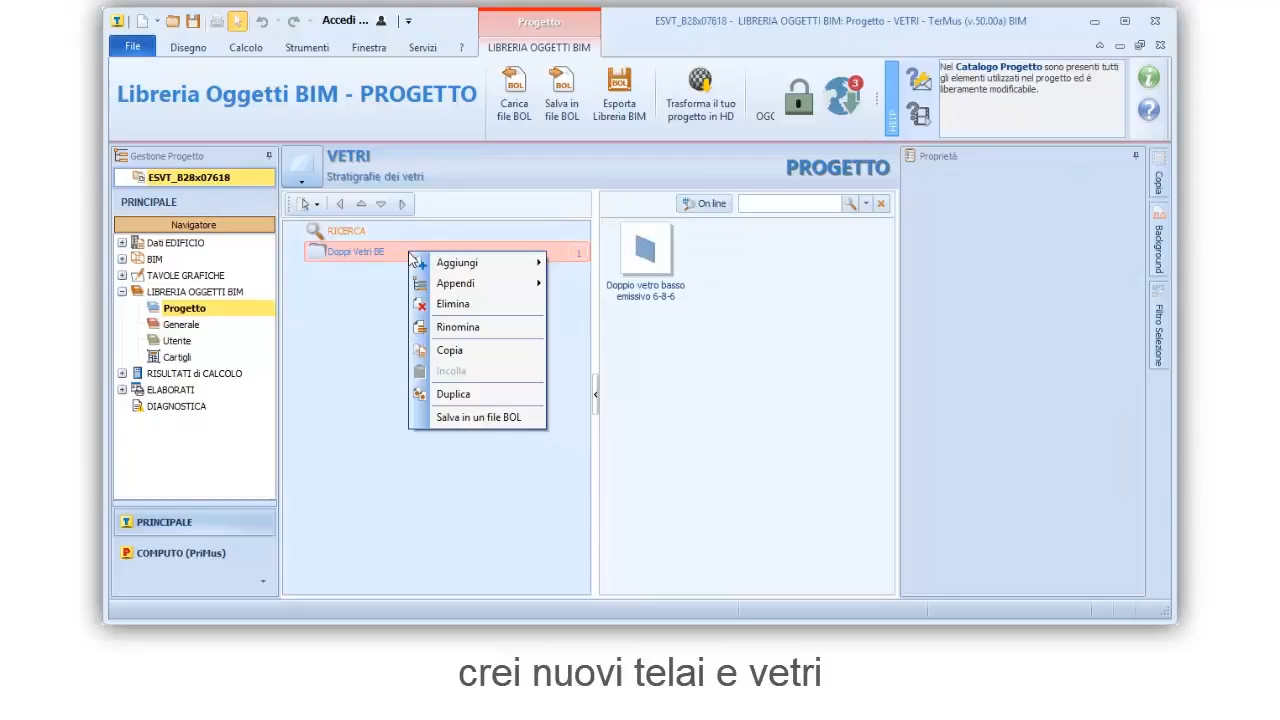 Accedi ...
Progetto
ESVT_B28x07618 - LIBRERIA OGGETTI BIM: Progetto - VETRI - TerMus (v.50.00a) BIM
File
Disegno
Calcolo
Strumenti
Finestra
Servizi
?
LIBRERIA OGGETTI BIM
Libreria Oggetti BIM - PROGETTO
BOL
BOL
BOL
Carica
file BOL
Salva in
file BOL
Esporta
Libreria BIM
Trasforma il tuo
progetto in HD
OGC
3
HELP
Nel Catalogo Progetto sono presenti tutti
gli elementi utilizzati nel progetto ed è
liberamente modificabile.
Gestione Progetto
ESVT_B28x07618
PRINCIPALE
Navigatore
Dati EDIFICIO
BIM
TAVOLE GRAFICHE
LIBRERIA OGGETTI BIM
Progetto
Generale
Utente
Cartigli
RISULTATI di CALCOLO
ELABORATI
DIAGNOSTICA
PRINCIPALE
COMPUTO (PriMus)
VETRI
Stratigrafie dei vetri
PROGETTO
RICERCA
Doppi Vetri BE
1
Aggiungi
Appendi
Elimina
Rinomina
Copia
Incolla
Duplica
Salva in un file BOL
On line
Doppio vetro basso
emissivo 6-8-6
Proprietà
Copia
Background
Filtro Selezione
crei nuovi telai e vetri